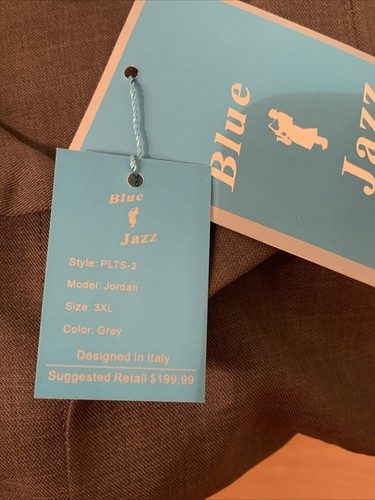 Blue
Jazz
Blue
Jazz
Style: PLTS-2
Model: Jordan
Size: 3XL
Color: Gray
Designed In Italy
Suggested Retail $199.99